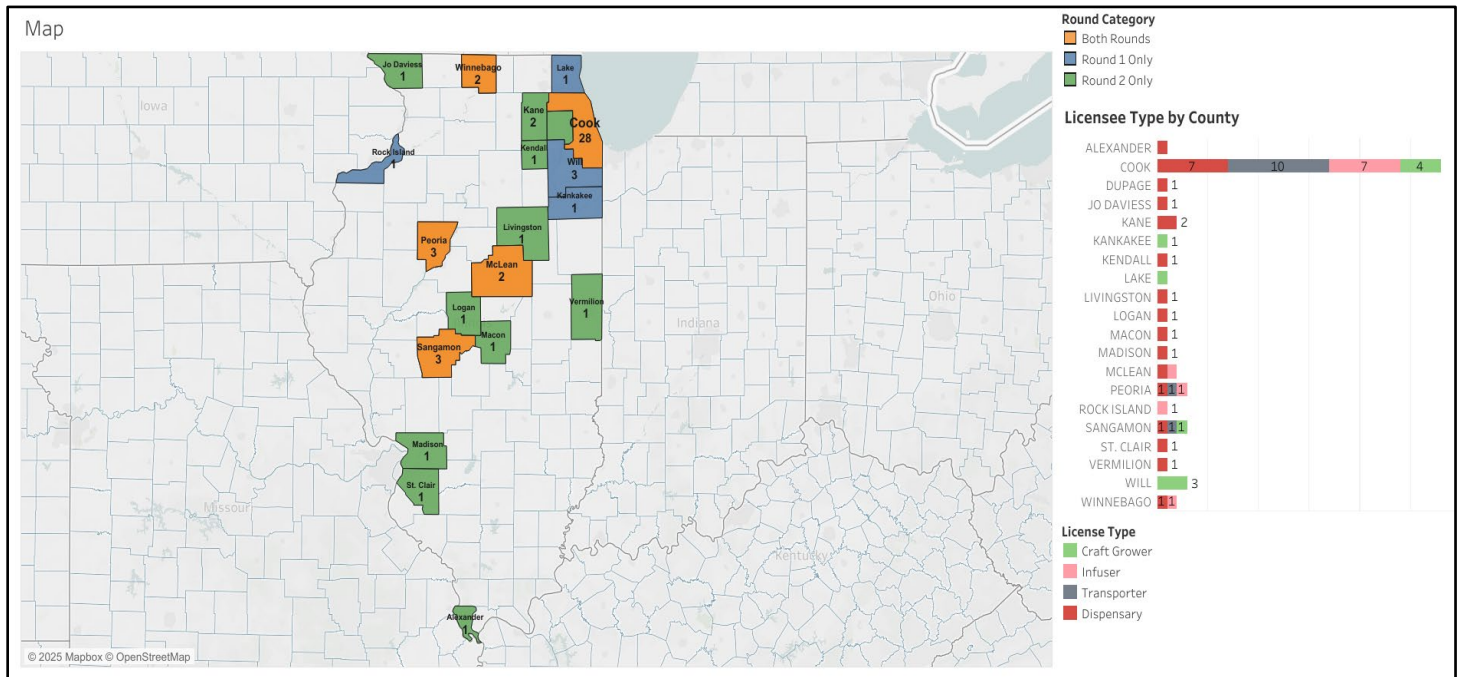 Map
Iowa
Jo Daviess
1
Winnebago
2
Lake
1
Kane
2
Cook
28
Rock Island
1
Kendall
1
Will
3
Kankakee
1
Livingston
1
Peoria
3
McLean
2
Logan
1
Vermilion
1
Macon
1
Sangamon
3
Indiana
Ohio
Madison
1
St. Clair
1
Missouri
Kentucky
Alexander
1
© 2025 Mapbox © OpenStreetMap
Round Category
Both Rounds
Round 1 Only
Round 2 Only
Licensee Type by County
ALEXANDER
COOK 7 10 7 4
DUPAGE 1
JO DAVIESS 1
KANE 2
KANKAKEE 1
KENDALL 1
LAKE
LIVINGSTON 1
LOGAN 1
MACON 1
MADISON 1
MCLEAN
PEORIA 1 1 1
ROCK ISLAND 1
SANGAMON 1 1 1
ST. CLAIR 1
VERMILION 1
WILL 3
WINNEBAGO 1 1
License Type
Craft Grower
Infuser
Transporter
Dispensary